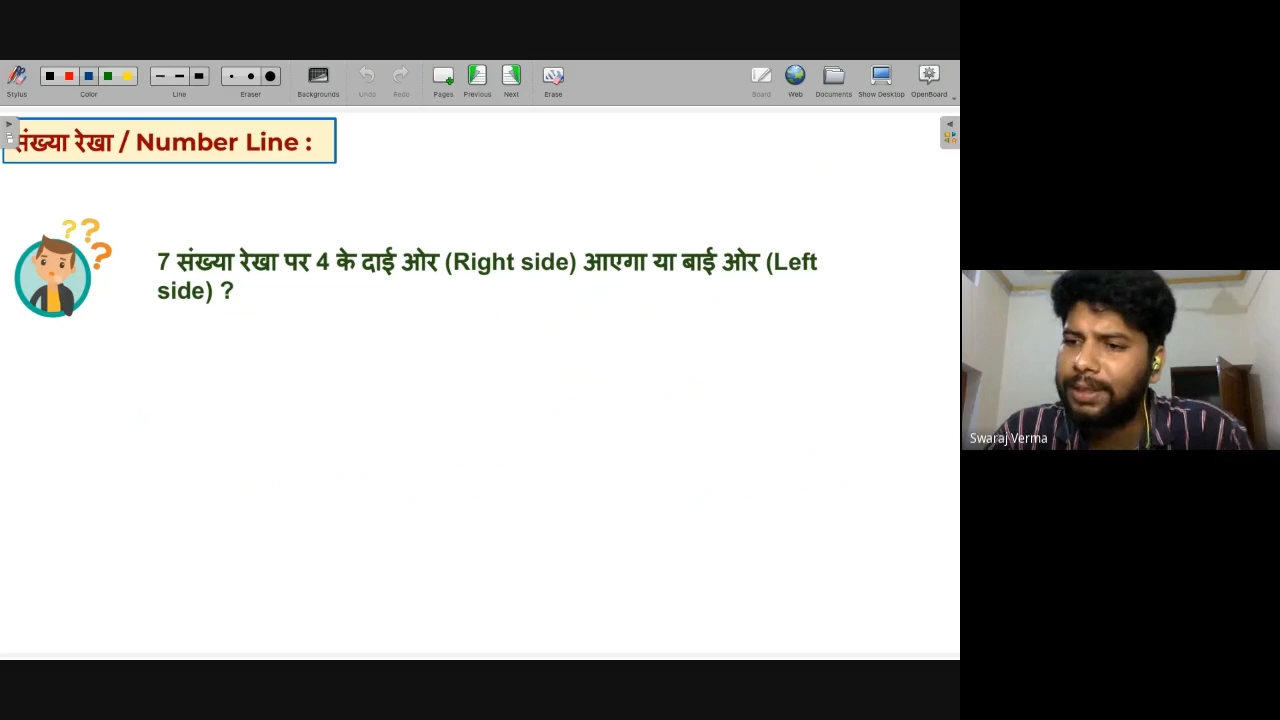 Stylus
Color
Line
Eraser
Backgrounds
Undo
Redo
Pages
Previous
Next
Erase
Board
Web
Documents
Show Desktop
OpenBoard
संख्या रेखा / Number Line :
? ? ?
7 संख्या रेखा पर 4 के दाई ओर (Right side) आएगा या बाई ओर (Left
side) ?
Swaraj Verma